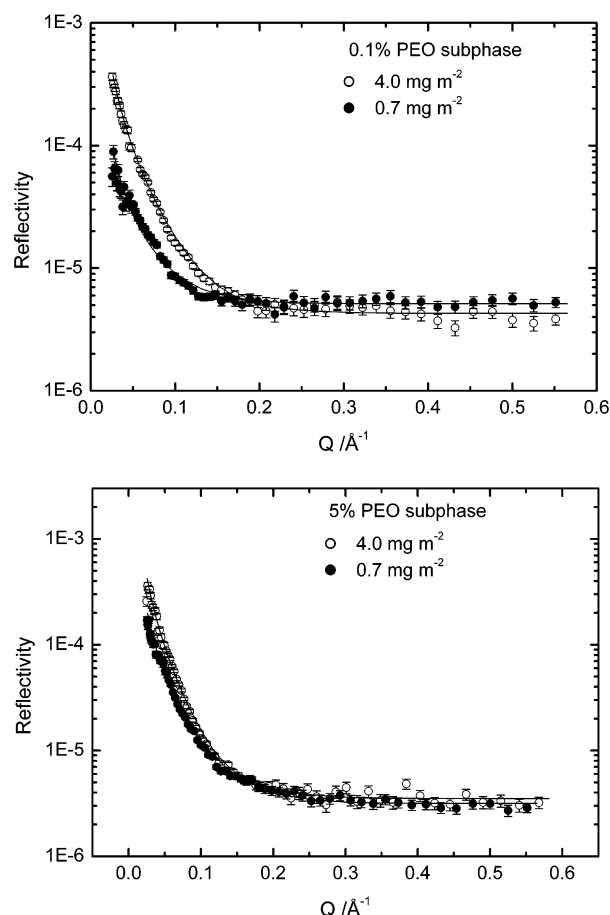 1E-3
0.1% PEO subphase
4.0 mg m⁻²
0.7 mg m⁻²
1E-4
Reflectivity
1E-5
1E-6
0.0 0.1 0.2 0.3 0.4 0.5 0.6
Q /Å⁻¹
5% PEO subphase
1E-3
4.0 mg m⁻²
0.7 mg m⁻²
1E-4
Reflectivity
1E-5
1E-6
0.0 0.1 0.2 0.3 0.4 0.5 0.6
Q /Å⁻¹